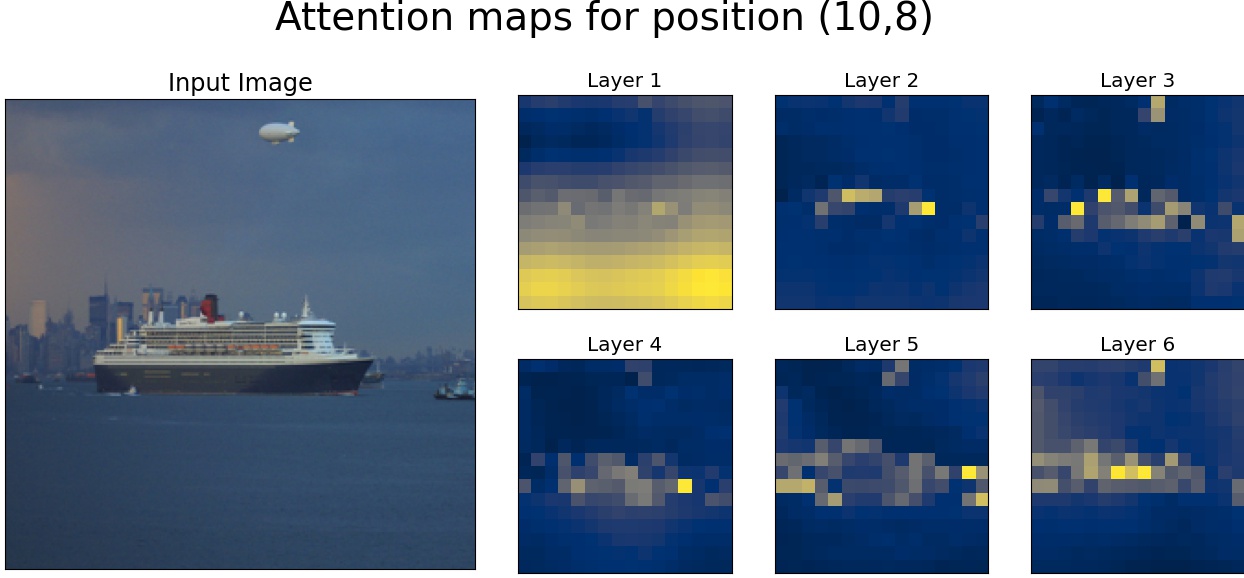 Attention maps for position (10,8)
Input Image
Layer 1
Layer 2
Layer 3
Layer 4
Layer 5
Layer 6